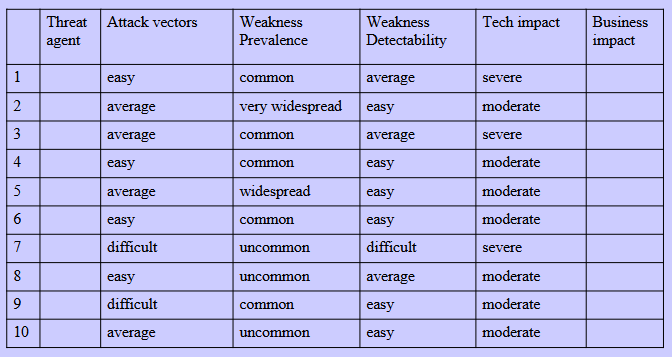 Threat agent Attack vectors Weakness Prevalence Weakness Detectability Tech impact Business impact
1 easy common average severe
2 average very widespread easy moderate
3 average common average severe
4 easy common easy moderate
5 average widespread easy moderate
6 easy common easy moderate
7 difficult uncommon difficult severe
8 easy uncommon average moderate
9 difficult common easy moderate
10 average uncommon easy moderate